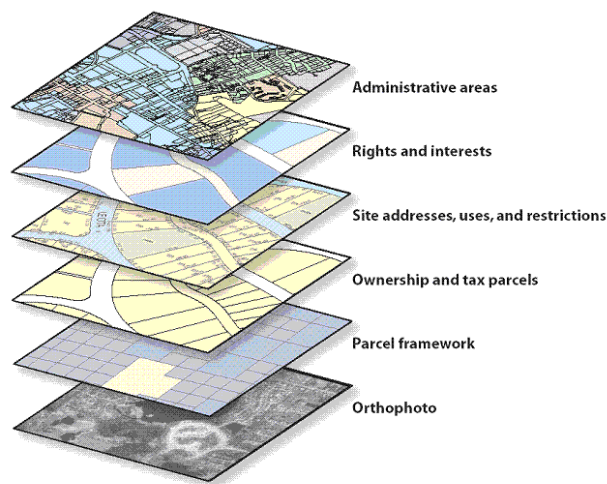 Administrative areas
Rights and interests
Site addresses, uses, and restrictions
Ownership and tax parcels
Parcel framework
Orthophoto